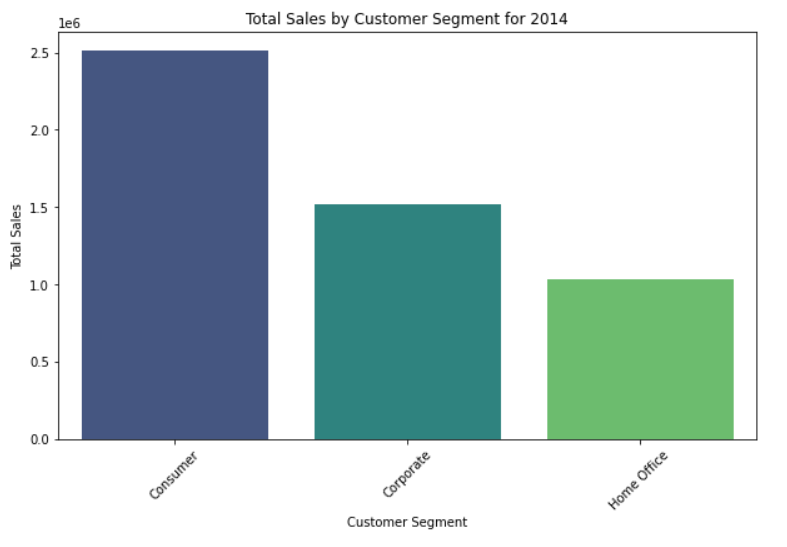 Total Sales by Customer Segment for 2014
1e6
2.5
2.0
1.5
1.0
0.5
0.0
Total Sales
Consumer
Corporate
Home Office
Customer Segment